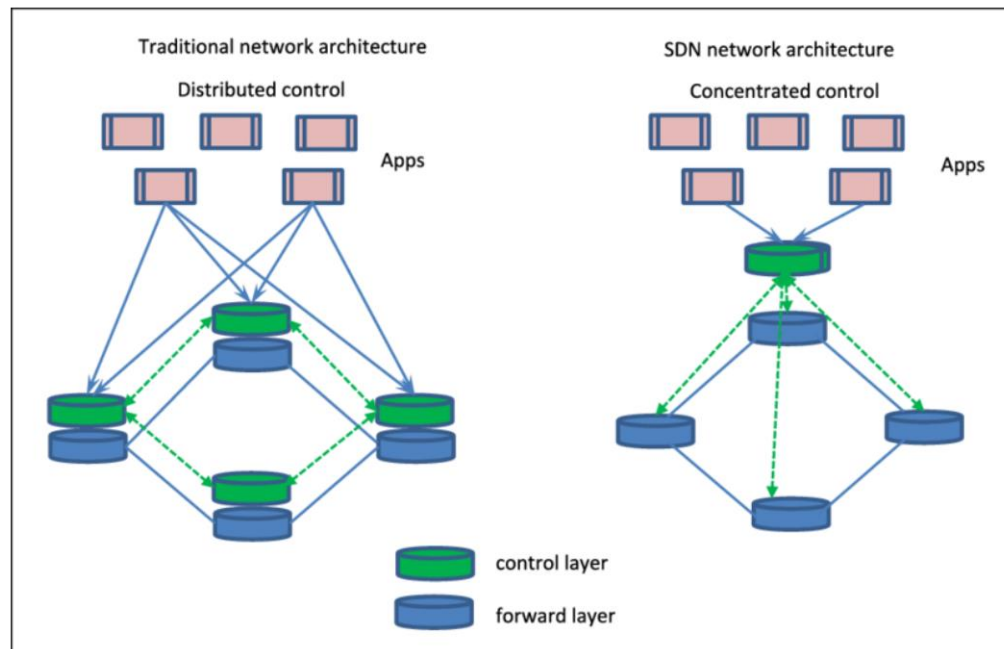 Traditional network architecture
Distributed control
Apps
SDN network architecture
Concentrated control
Apps
control layer
forward layer